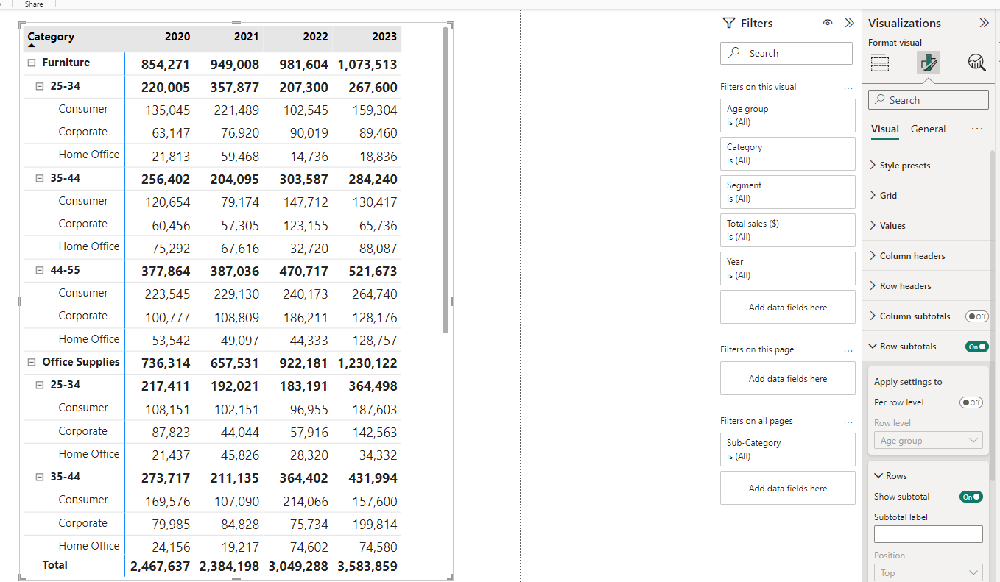 Share
Category 2020 2021 2022 2023
Furniture 854,271 949,008 981,604 1,073,513
25-34 220,005 357,877 207,300 267,600
Consumer 135,045 221,489 102,545 159,304
Corporate 63,147 76,920 90,019 89,460
Home Office 21,813 59,468 14,736 18,836
35-44 256,402 204,095 303,587 284,240
Consumer 120,654 79,174 147,712 130,417
Corporate 60,456 57,305 123,155 65,736
Home Office 75,292 67,616 32,720 88,087
44-55 377,864 387,036 470,717 521,673
Consumer 223,545 229,130 240,173 264,740
Corporate 100,777 108,809 186,211 128,176
Home Office 53,542 49,097 44,333 128,757
Office Supplies 736,314 657,531 922,181 1,230,122
25-34 217,411 192,021 183,191 364,498
Consumer 108,151 102,151 96,955 187,603
Corporate 87,823 44,044 57,916 142,563
Home Office 21,437 45,826 28,320 34,332
35-44 273,717 211,135 364,402 431,994
Consumer 169,576 107,090 214,066 157,600
Corporate 79,985 84,828 75,734 199,814
Home Office 24,156 19,217 74,602 74,580
Total 2,467,637 2,384,198 3,049,288 3,583,859
Filters
Search
Filters on this visual ...
Age group
is (All)
Category
is (All)
Segment
is (All)
Total sales ($)
is (All)
Year
is (All)
Add data fields here
Filters on this page ...
Add data fields here
Filters on all pages ...
Sub-Category
is (All)
Add data fields here
Visualizations
Format visual
Search
Visual General ...
Style presets
Grid
Values
Column headers
Row headers
Column subtotals Off
Row subtotals On
Apply settings to
Per row level Off
Row level
Age group
Rows
Show subtotal On
Subtotal label
Position
Top